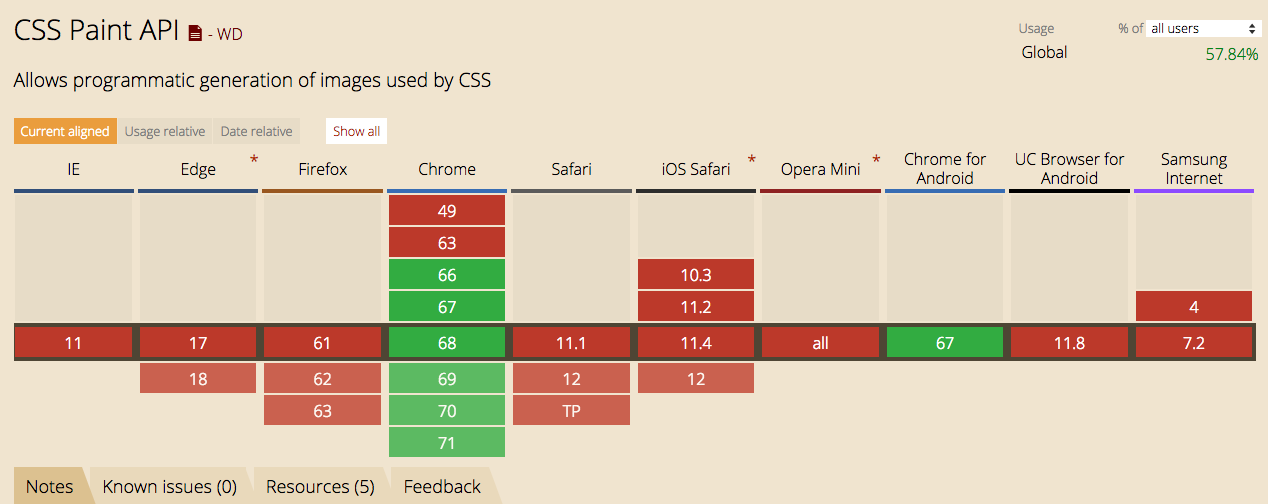 CSS Paint API - WD
Usage % of all users
Global 57.84%
Allows programmatic generation of images used by CSS
Current aligned Usage relative Date relative Show all
IE Edge * Firefox Chrome Safari iOS Safari * Opera Mini * Chrome for Android UC Browser for Android Samsung Internet
49
63
66 10.3
67 11.2 4
11 17 61 68 11.1 11.4 all 67 11.8 7.2
18 62 69 12 12
63 70 TP
71
Notes Known issues (0) Resources (5) Feedback